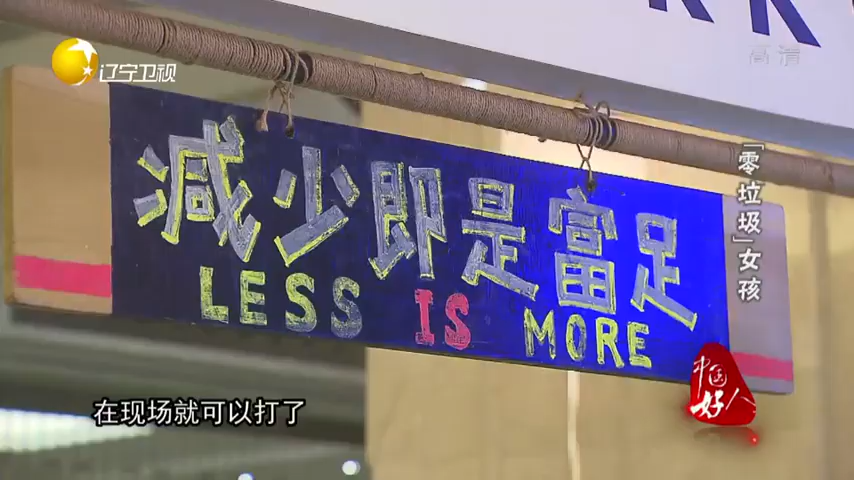 辽宁卫视
高清
减少即是富足
LESS IS MORE
「零垃圾」女孩
中国好人
在现场就可以打了